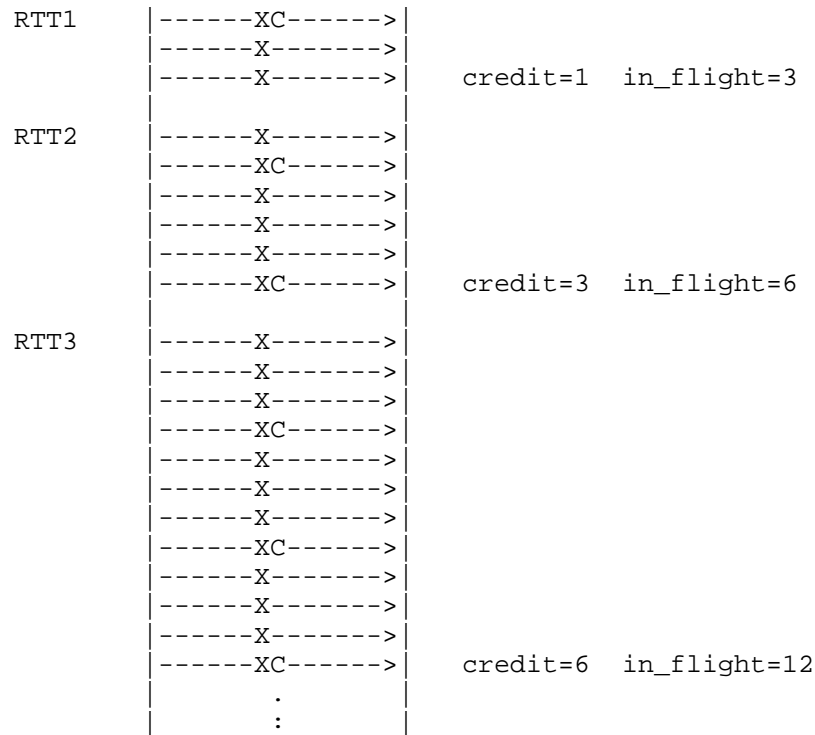 RTT1      |------XC------>|
          |------X------->|
          |------X------->|   credit=1  in_flight=3
          |               |
RTT2      |------X------->|
          |------XC------>|
          |------X------->|
          |------X------->|
          |------X------->|
          |------XC------>|   credit=3  in_flight=6
          |               |
RTT3      |------X------->|
          |------X------->|
          |------X------->|
          |------XC------>|
          |------X------->|
          |------X------->|
          |------X------->|
          |------XC------>|
          |------X------->|
          |------X------->|
          |------X------->|
          |------XC------>|   credit=6  in_flight=12
          |        .      |
          |        :      |